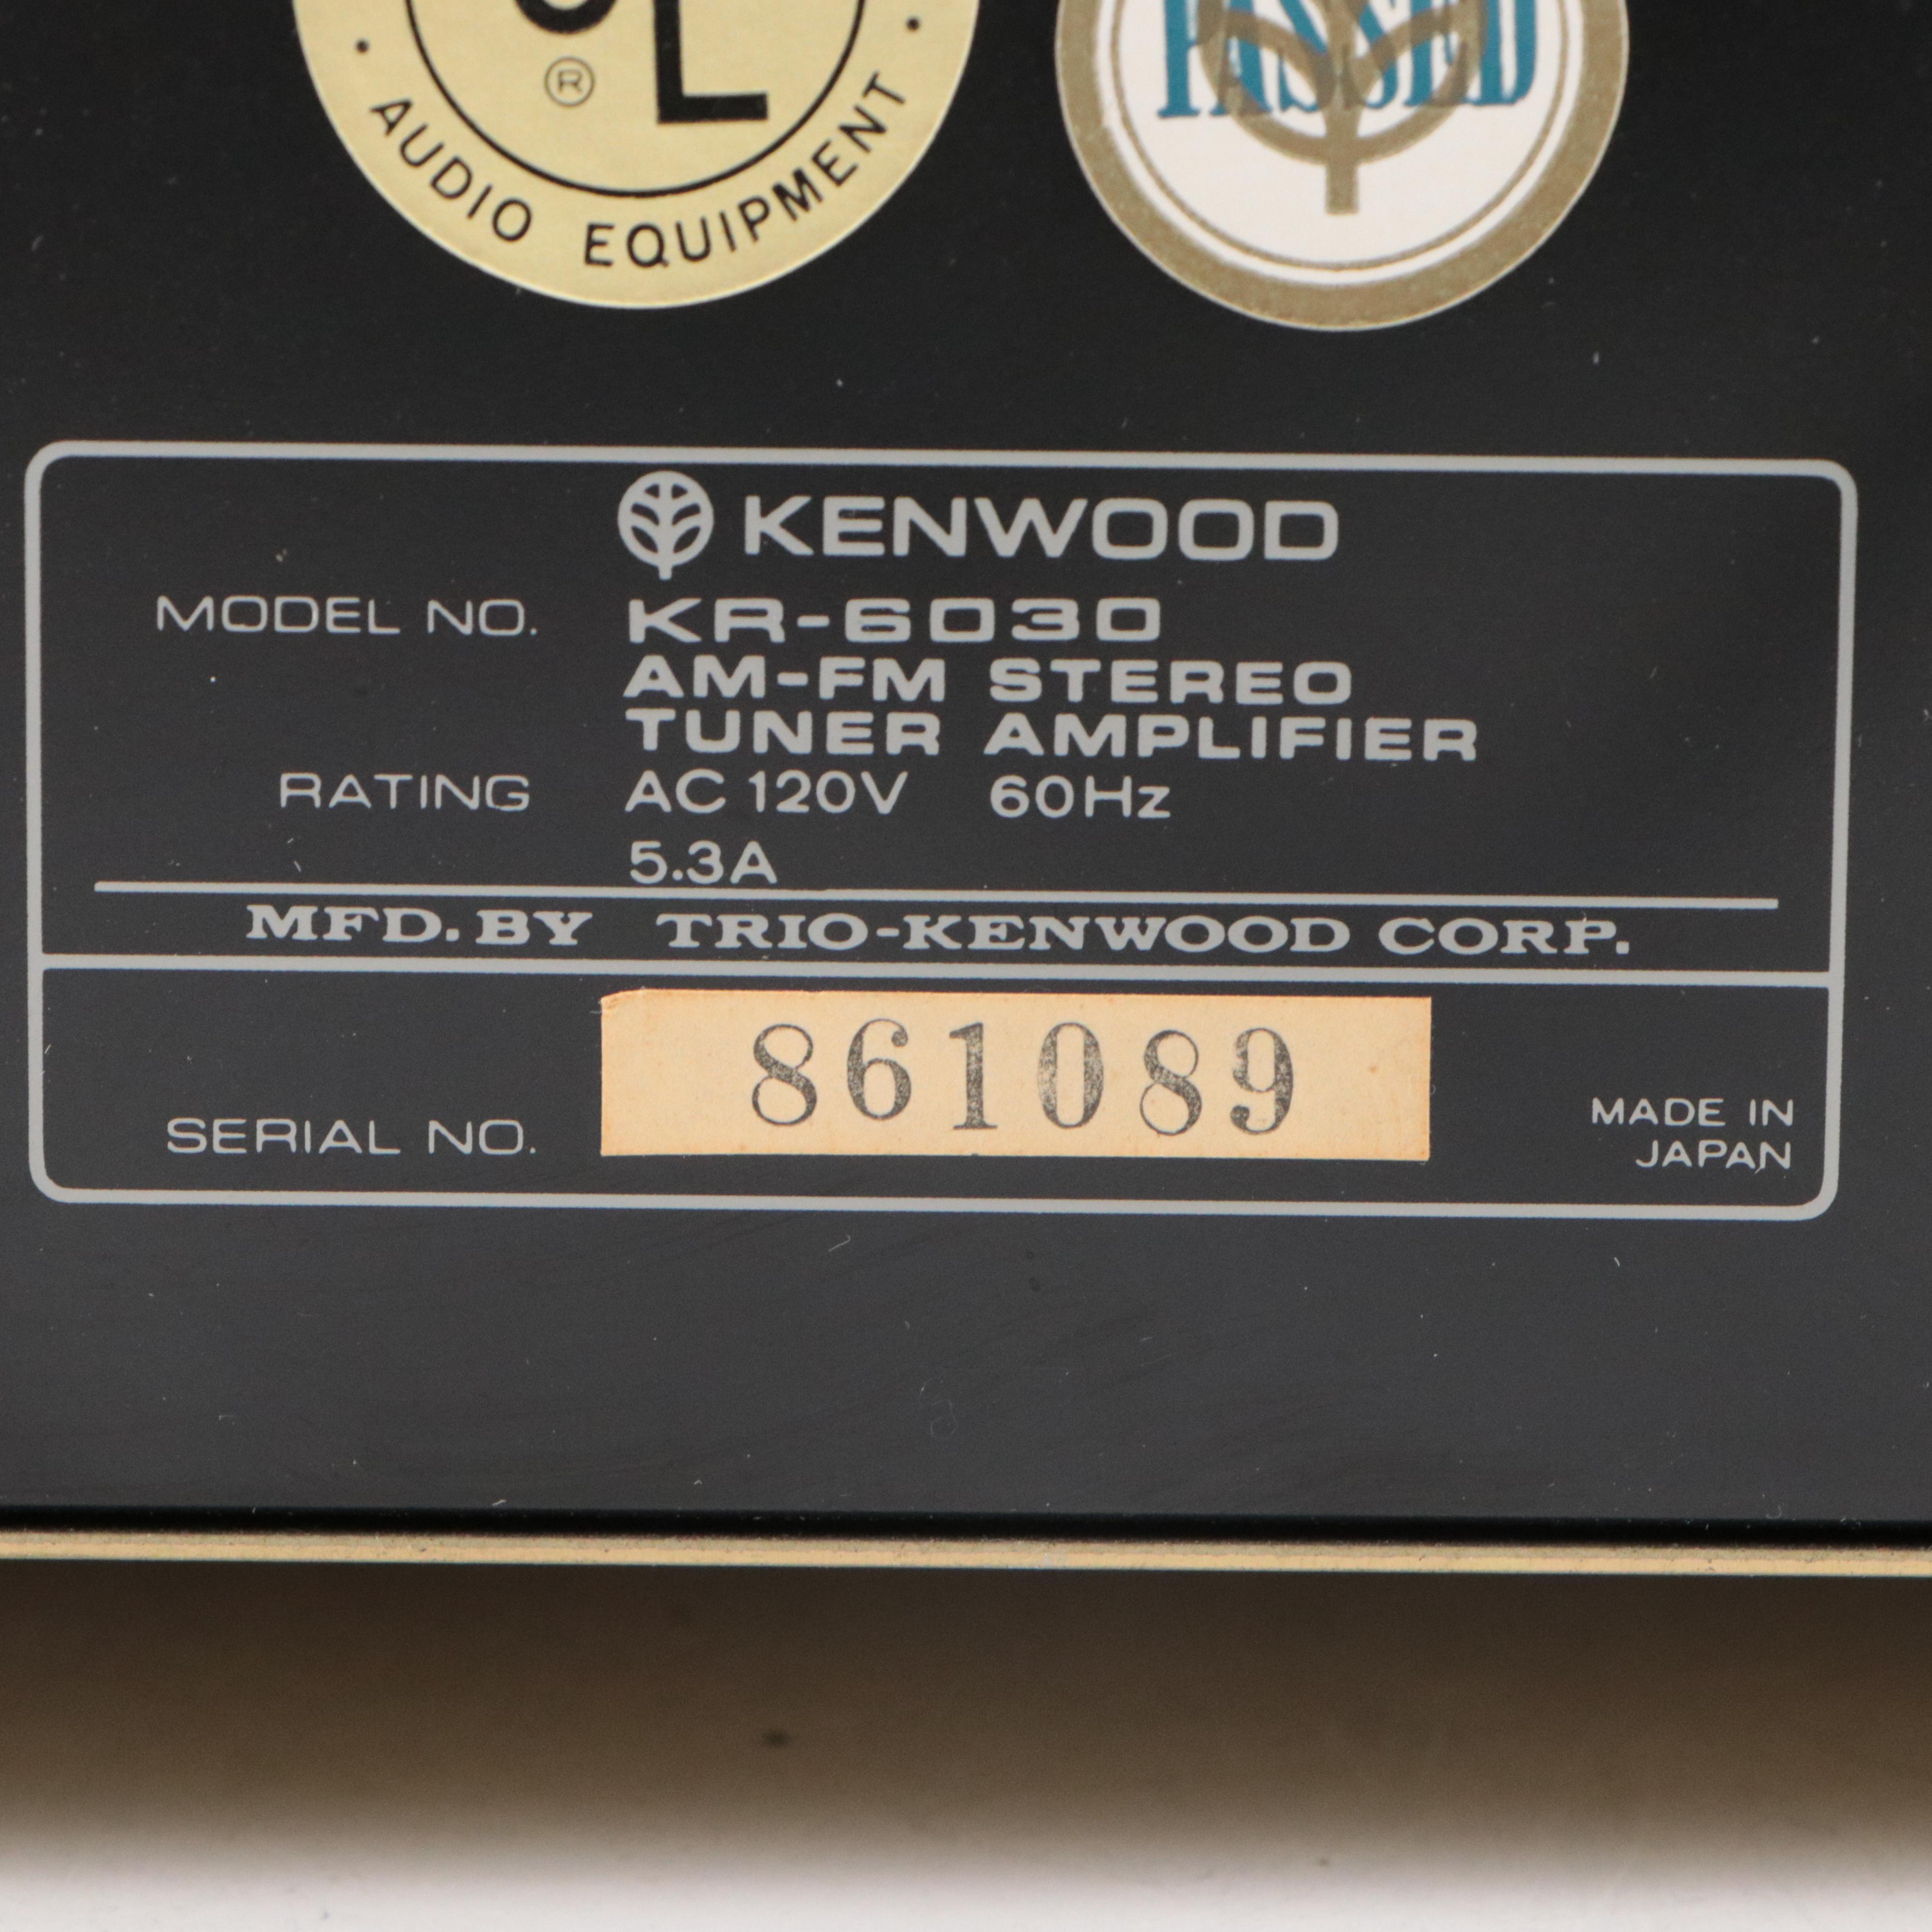 UL
®
• AUDIO EQUIPMENT •
PASSED
KENWOOD
MODEL NO. KR-6030
AM-FM STEREO
TUNER AMPLIFIER
RATING AC 120V 60Hz
5.3A
MFD. BY TRIO-KENWOOD CORP.
SERIAL NO. 861089
MADE IN
JAPAN